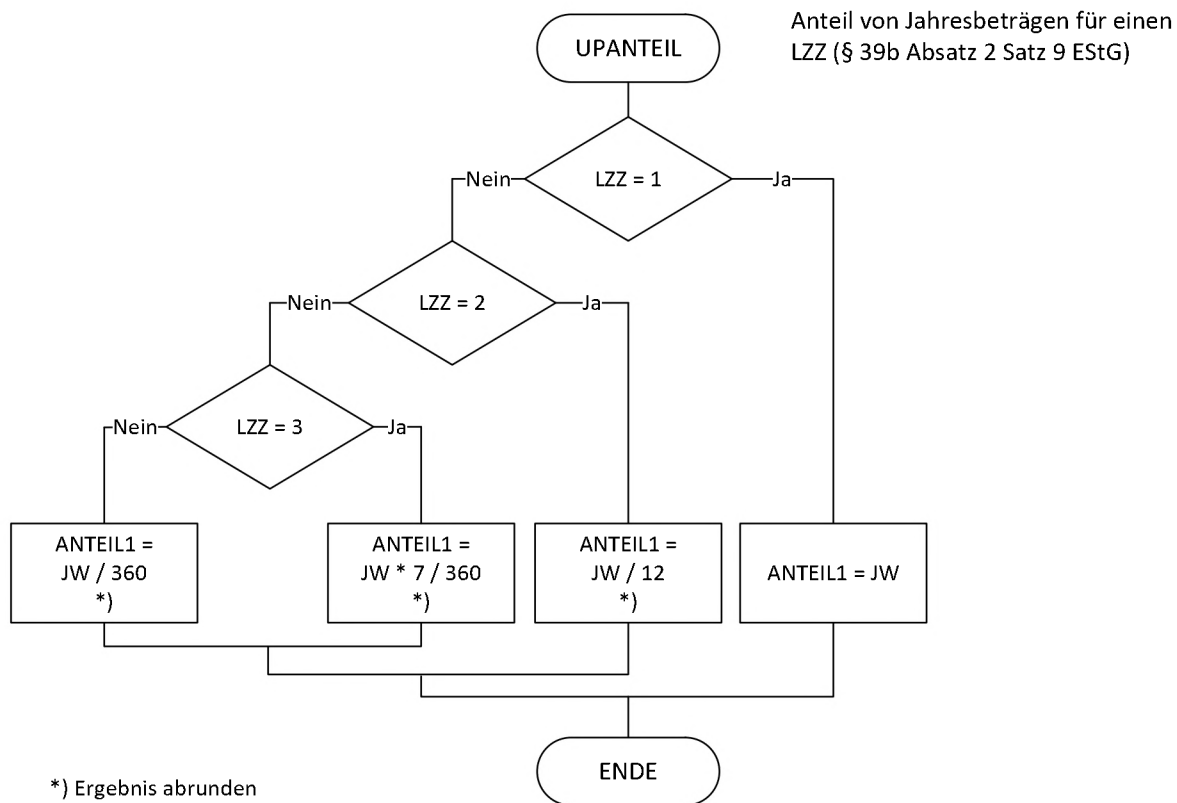 UPANTEIL
Anteil von Jahresbeträgen für einen
LZZ (§ 39b Absatz 2 Satz 9 EStG)
LZZ = 1
Nein
Ja
LZZ = 2
Nein
Ja
LZZ = 3
Nein
Ja
ANTEIL1 =
JW / 360
*)
ANTEIL1 =
JW * 7 / 360
*)
ANTEIL1 =
JW / 12
*)
ANTEIL1 = JW
ENDE
*) Ergebnis abrunden